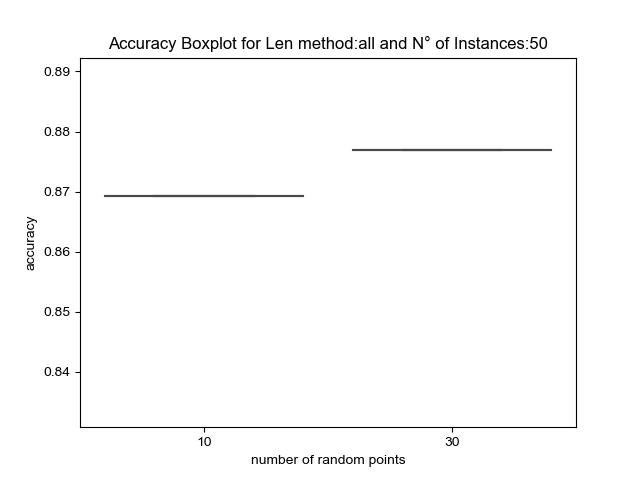 Accuracy Boxplot for Len method:all and N° of Instances:50
0.89
0.88
0.87
0.86
0.85
0.84
accuracy
10
30
number of random points